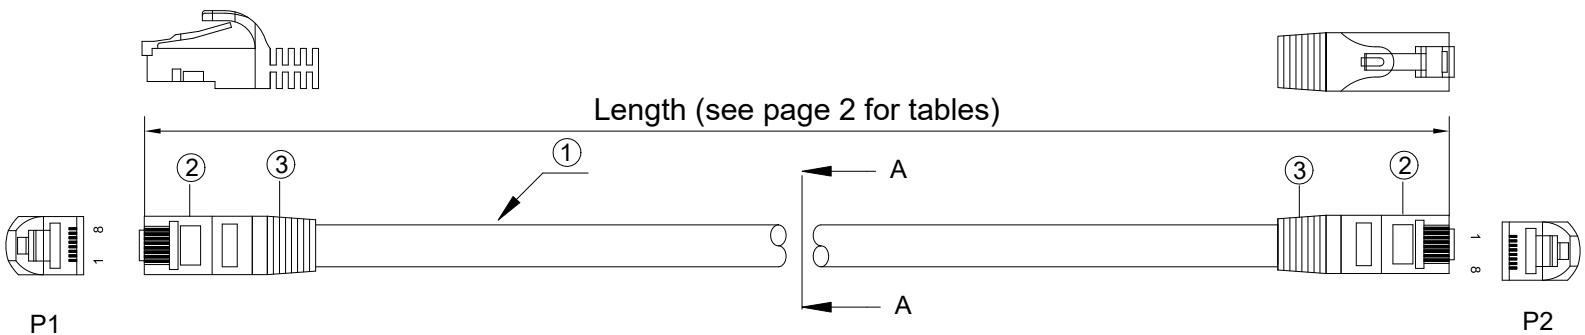 Length (see page 2 for tables)
① A
② ③ ③ ②
8 1
1 8
A
P1 P2